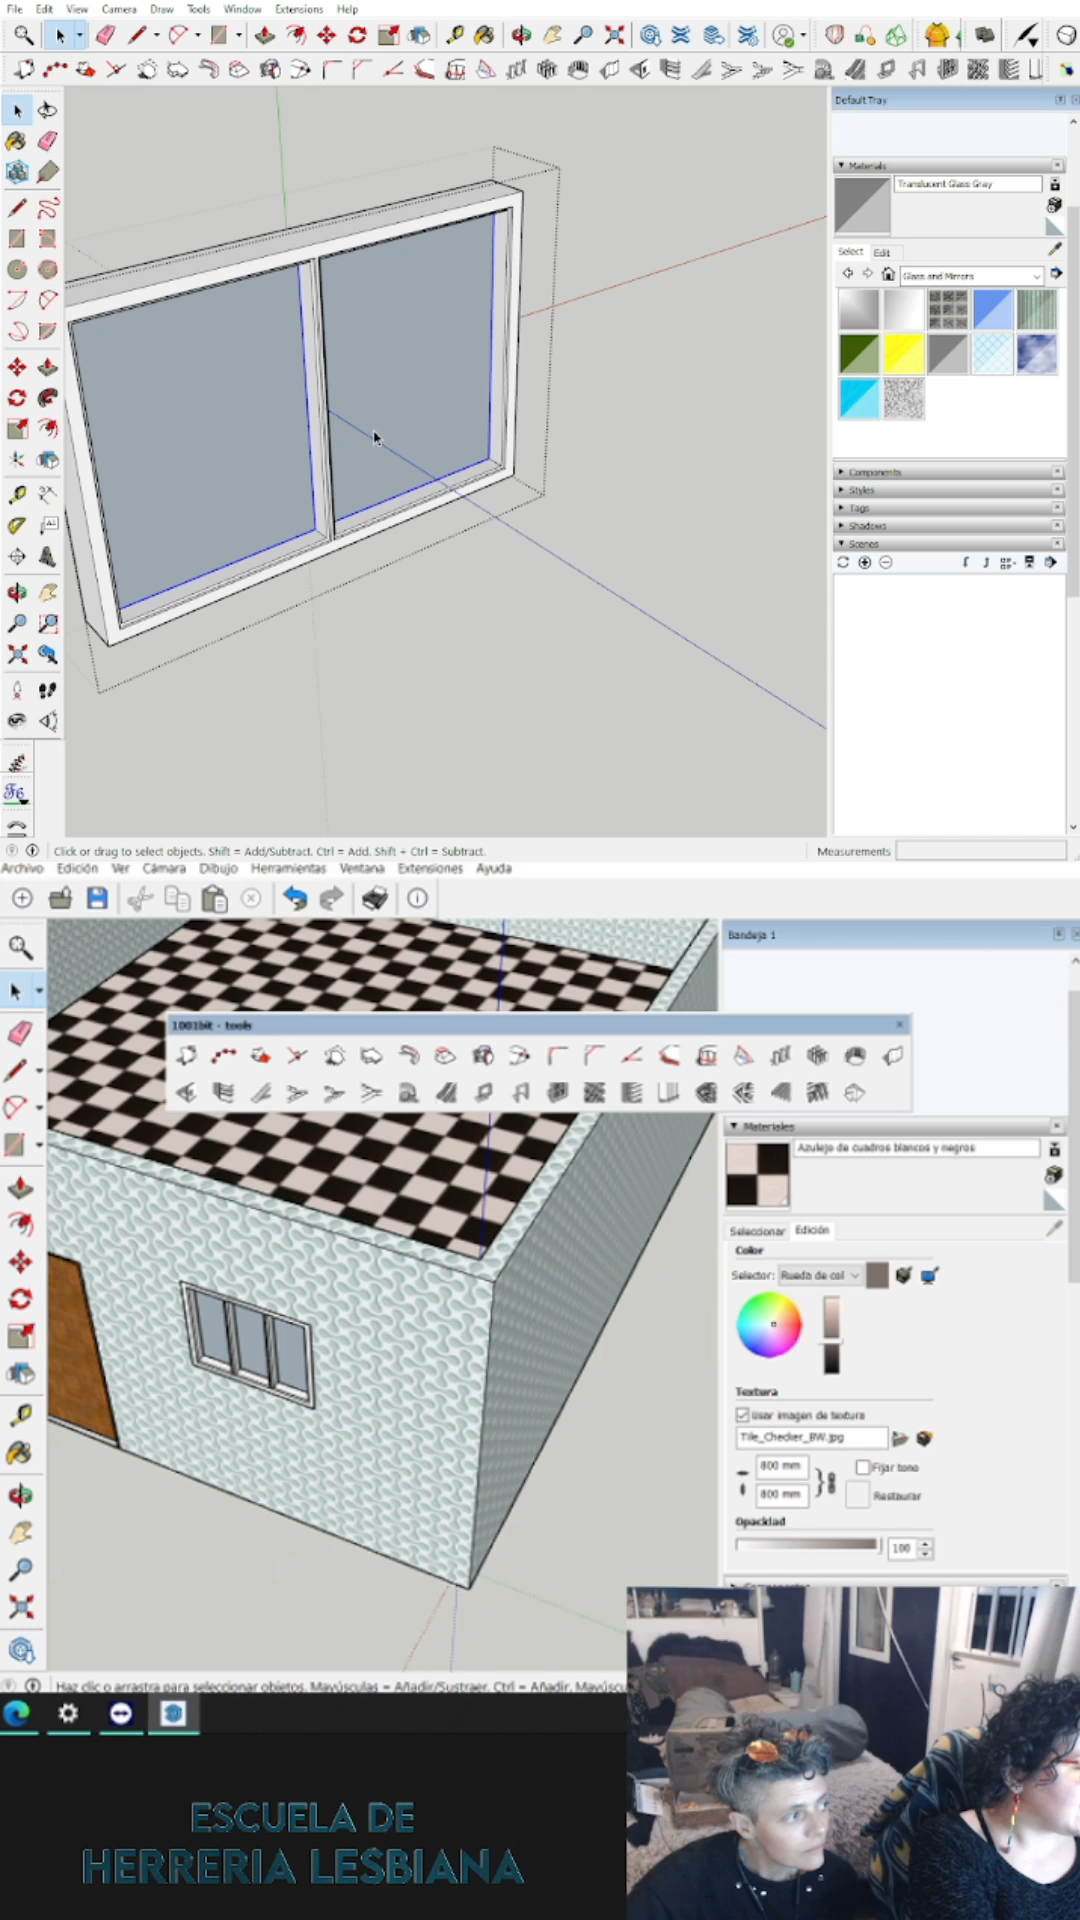 File Edit View Camera Draw Tools Window Extensions Help
Default Tray
Materials
Translucent Glass Gray
Select Edit
Glass and Mirrors
Components
Styles
Tags
Shadows
Scenes
Click or drag to select objects. Shift = Add/Subtract. Ctrl = Add. Shift + Ctrl = Subtract.
Measurements
Archivo Edición Ver Cámara Dibujo Herramientas Ventana Extensiones Ayuda
Bandeja 1
1001bit - tools
Materiales
Azulejo de cuadros blancos y negros
Seleccionar Edición
Color
Selector: Rueda de col
Textura
Usar imagen de textura
Tile_Checker_BW.jpg
800 mm
Fijar tono
800 mm
Restaurar
Opacidad
100
Haz clic o arrastra para seleccionar objetos. Mayúsculas = Añadir/Sustraer. Ctrl = Añadir. Mayúscu
ESCUELA DE
HERRERIA LESBIANA